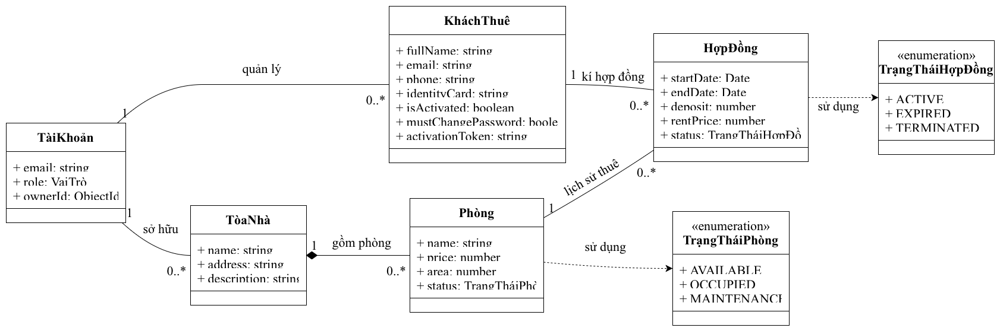 KháchThuê
+ fullName: string
+ email: string
+ phone: string
+ identityCard: string
+ isActivated: boolean
+ mustChangePassword: boole
+ activationToken: string
HợpĐồng
+ startDate: Date
+ endDate: Date
+ deposit: number
+ rentPrice: number
+ status: TrạngTháiHợpĐồ
«enumeration»
TrạngTháiHợpĐồng
+ ACTIVE
+ EXPIRED
+ TERMINATED
quản lý
1
0..*
1
kí hợp đồng
0..*
sử dụng
TàiKhoản
+ email: string
+ role: VaiTrò
+ ownerId: ObjectId
1
sở hữu
0..*
TòaNhà
+ name: string
+ address: string
+ description: string
1
gồm phòng
0..*
Phòng
+ name: string
+ price: number
+ area: number
+ status: TrạngTháiPhò
1
lịch sử thuê
0..*
sử dụng
«enumeration»
TrạngTháiPhòng
+ AVAILABLE
+ OCCUPIED
+ MAINTENANCE